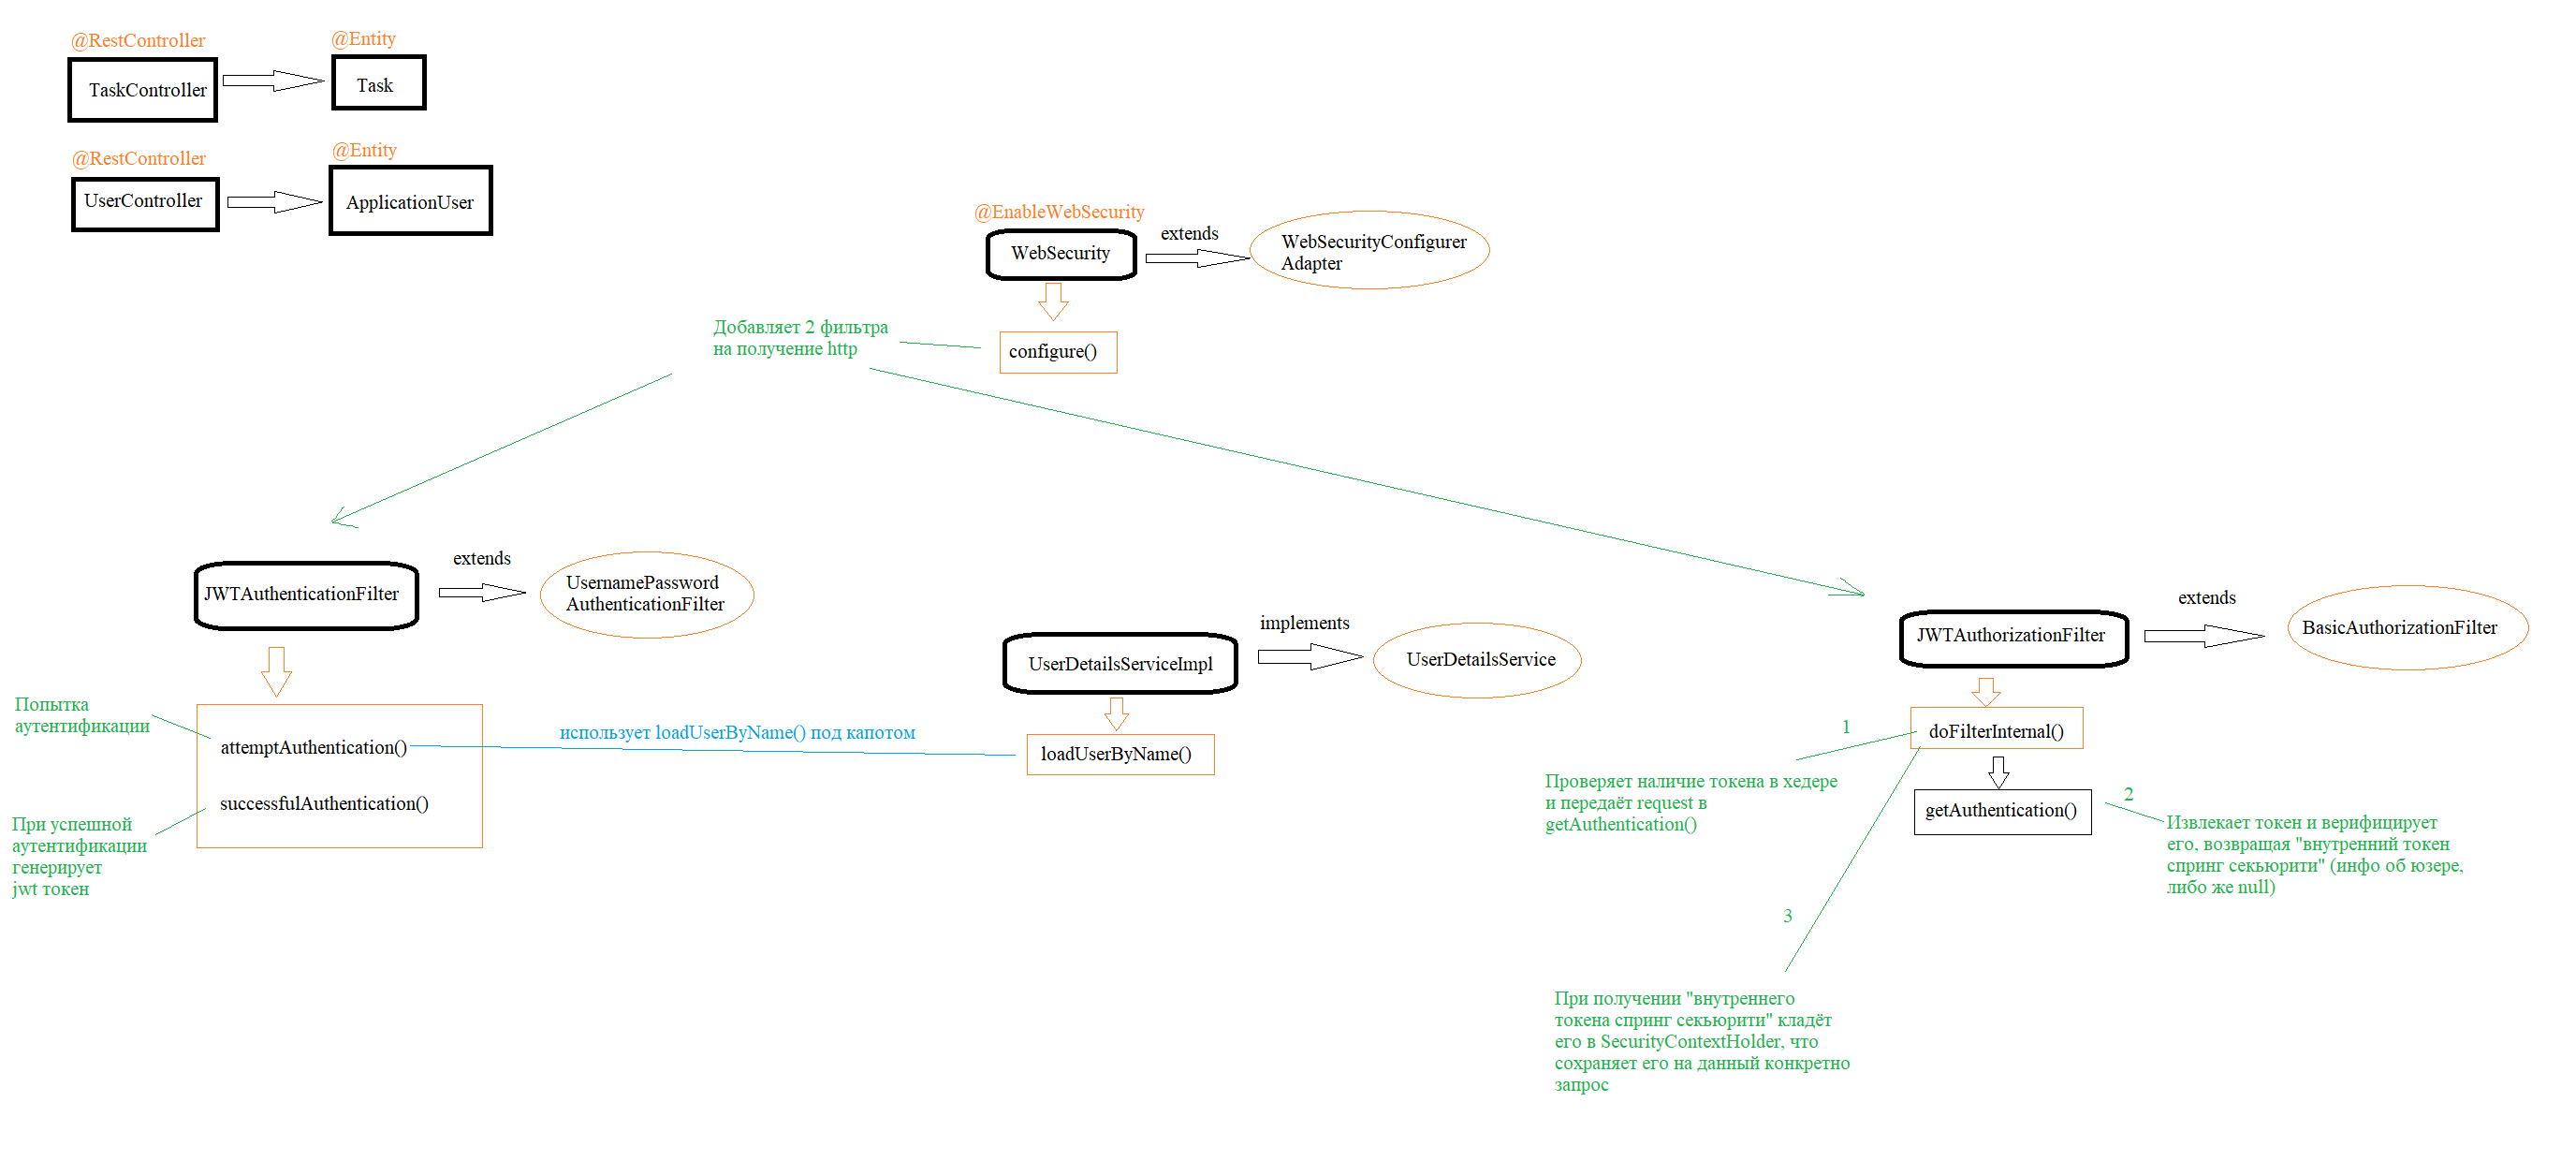 @RestController
TaskController
@Entity
Task
@RestController
UserController
@Entity
ApplicationUser
@EnableWebSecurity
WebSecurity
extends
WebSecurityConfigurer
Adapter
Добавляет 2 фильтра
на получение http
configure()
JWTAuthenticationFilter
extends
UsernamePassword
AuthenticationFilter
Попытка
аутентификации
attemptAuthentication()
successfulAuthentication()
При успешной
аутентификации
генерирует
jwt токен
использует loadUserByName() под капотом
UserDetailsServiceImpl
implements
UserDetailsService
loadUserByName()
JWTAuthorizationFilter
extends
BasicAuthorizationFilter
doFilterInternal()
getAuthentication()
1
Проверяет наличие токена в хедере
и передаёт request в
getAuthentication()
2
Извлекает токен и верифицирует
его, возвращая "внутренний токен
спринг секьюрити" (инфо об юзере,
либо же null)
3
При получении "внутреннего
токена спринг секьюрити" кладёт
его в SecurityContextHolder, что
сохраняет его на данный конкретно
запрос